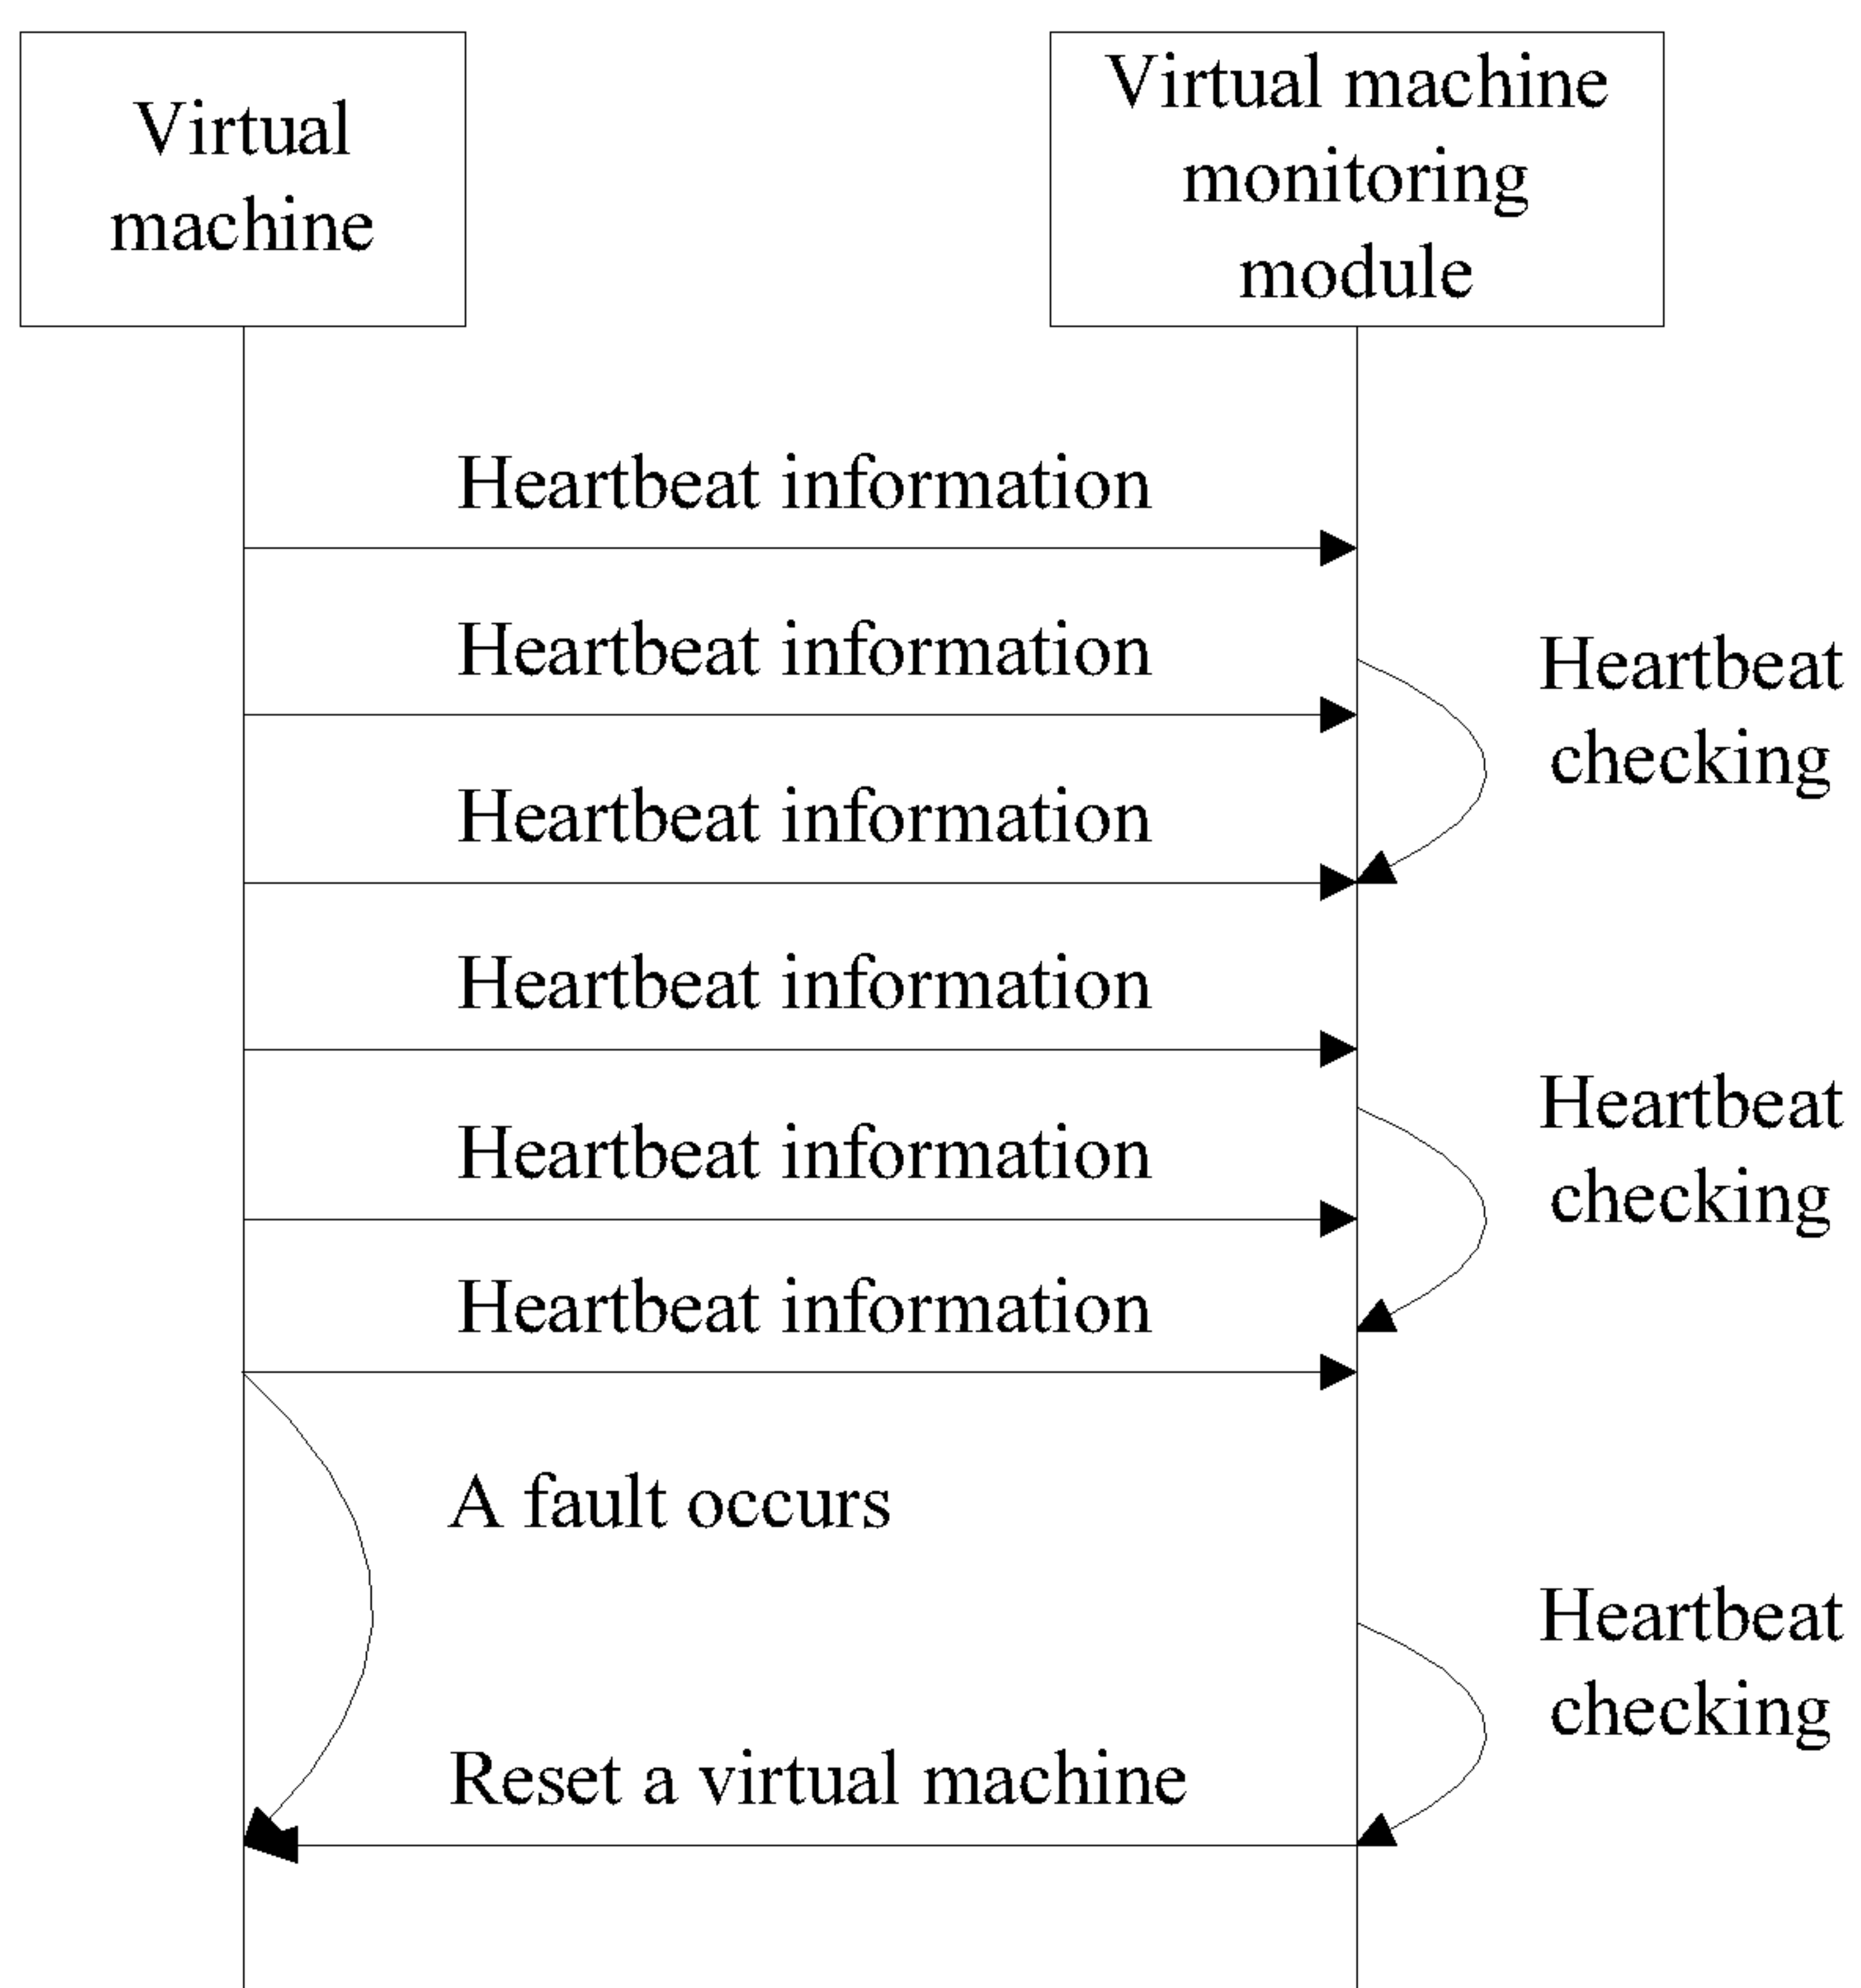 Virtual
machine
Virtual machine
monitoring
module
Heartbeat information
Heartbeat information
Heartbeat
checking
Heartbeat information
Heartbeat information
Heartbeat
checking
Heartbeat information
Heartbeat information
A fault occurs
Heartbeat
checking
Reset a virtual machine